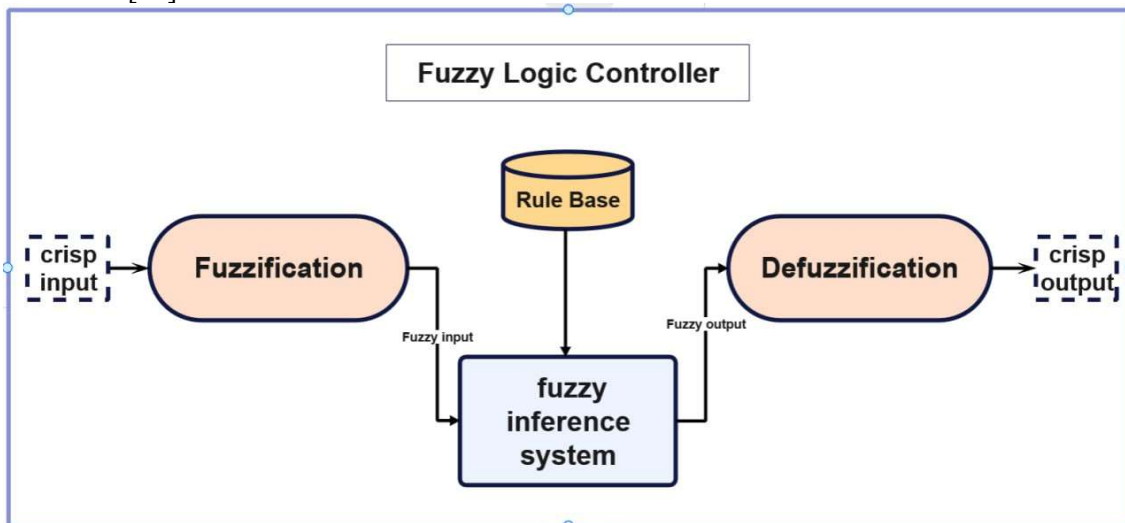 Fuzzy Logic Controller
Rule Base
crisp
input
Fuzzification
Defuzzification
crisp
output
Fuzzy input
Fuzzy output
fuzzy
inference
system